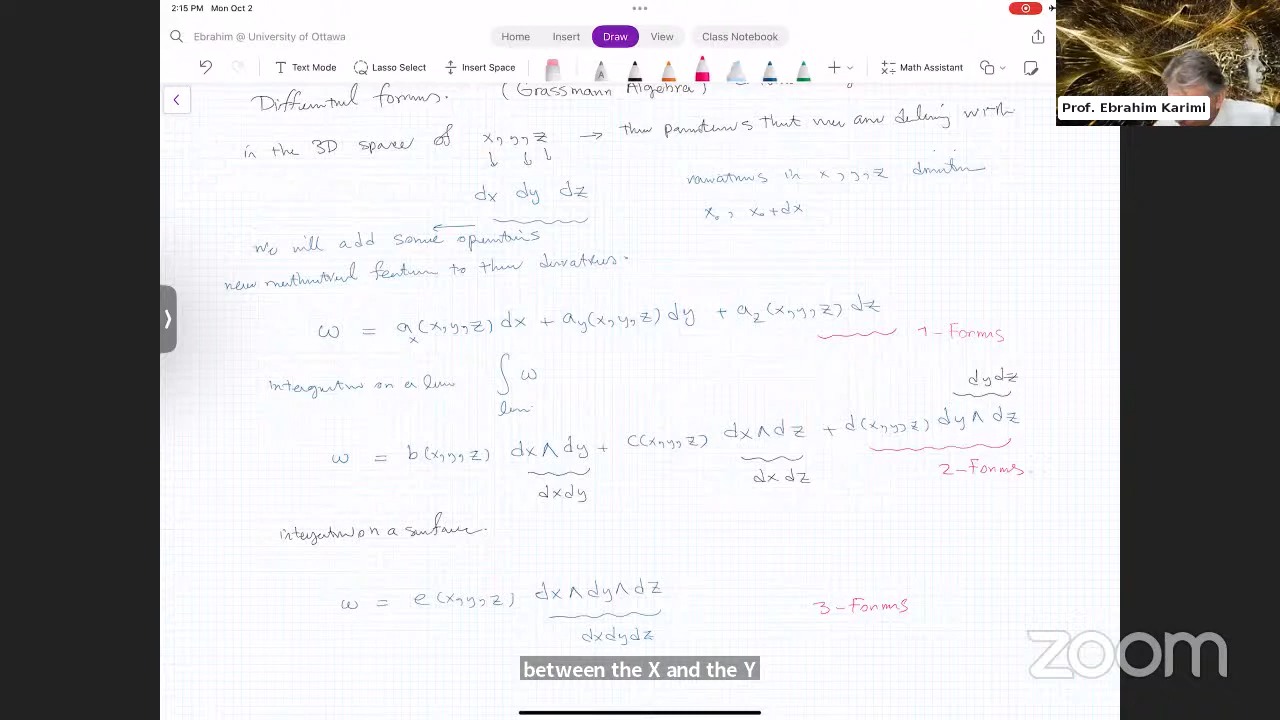 2:15 PM Mon Oct 2
Ebrahim @ University of Ottawa
Home Insert Draw View Class Notebook
Text Mode Lasso Select Insert Space Math Assistant
Prof. Ebrahim Karimi
Differential forms. (Grassmann Algebra)
in the 3D space of x, y, z → that we are dealing with
dx dy dz
variations in x, y, z direction
x₀, x₀+dx
we will add some operations
new mathematical feature to
ω = aₓ(x,y,z) dx + a_y(x,y,z) dy + a_z(x,y,z) dz
1-Forms
integration on a line ∫ ω
line
dydz
ω = b(x,y,z) dx∧dy + c(x,y,z) dx∧dz + d(x,y,z) dy∧dz
dxdy
dx dz
2-Forms
integration on a surface.
ω = e(x,y,z) dx∧dy∧dz
3-Forms
dxdydz
between the X and the Y
zoom